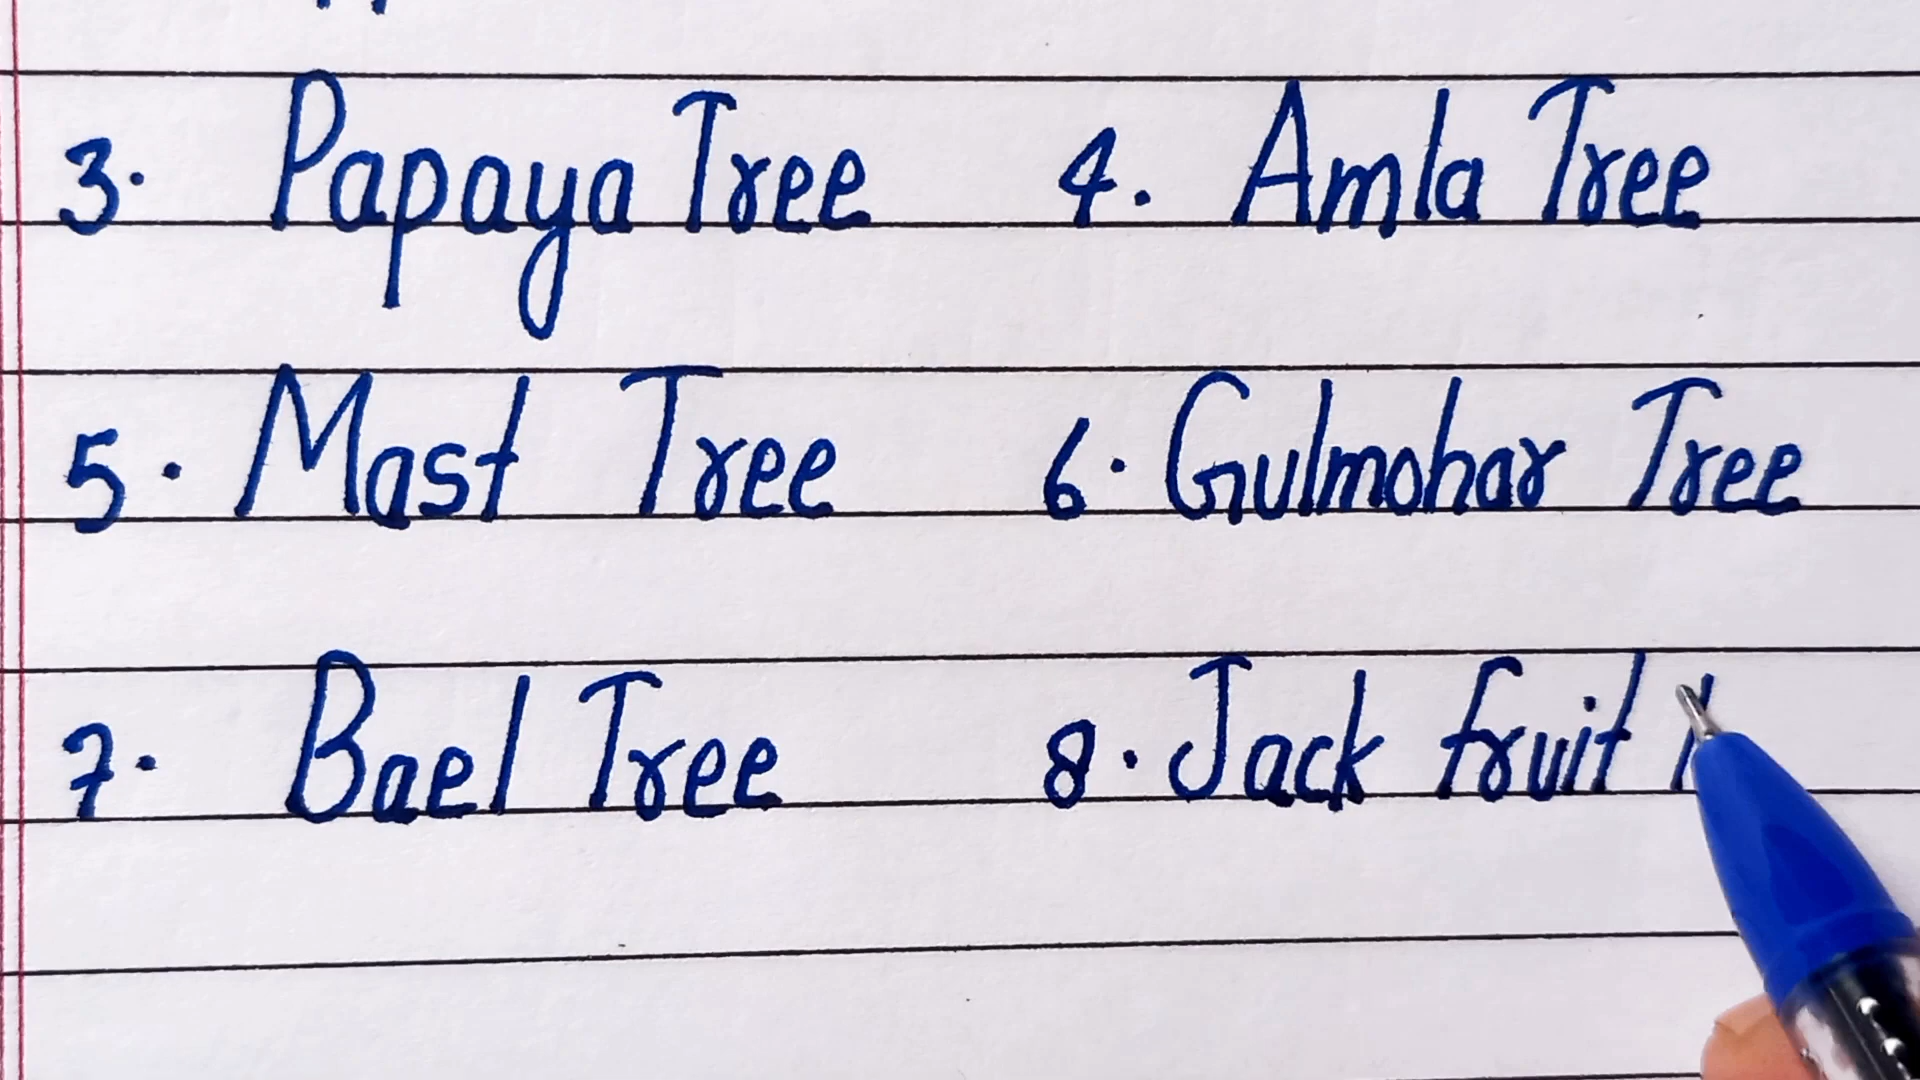 3. Papaya Tree 4. Amla Tree
5. Mast Tree 6. Gulmohar Tree
7. Bael Tree 8. Jack fruit